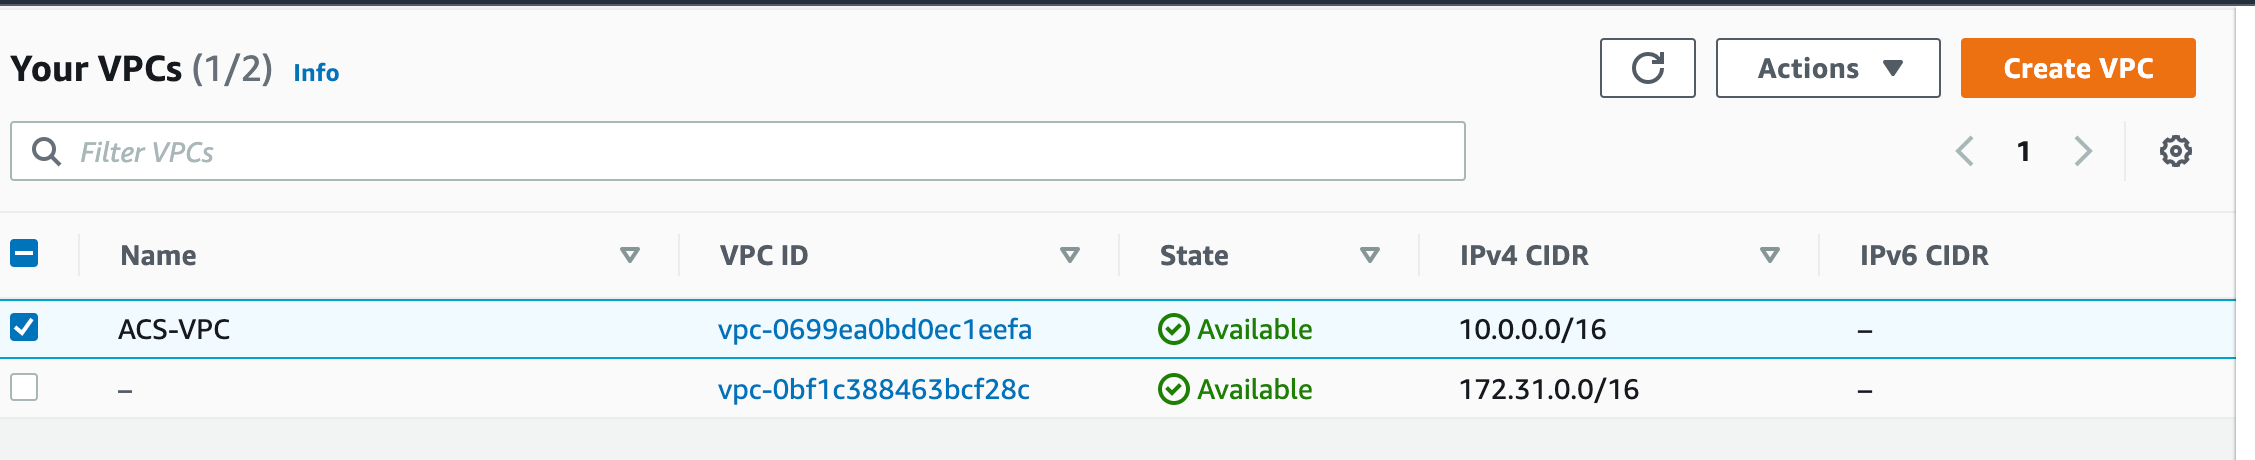 Your VPCs (1/2) Info
Actions
Create VPC
Filter VPCs
1
Name VPC ID State IPv4 CIDR IPv6 CIDR
ACS-VPC vpc-0699ea0bd0ec1eefa Available 10.0.0.0/16 –
– vpc-0bf1c388463bcf28c Available 172.31.0.0/16 –